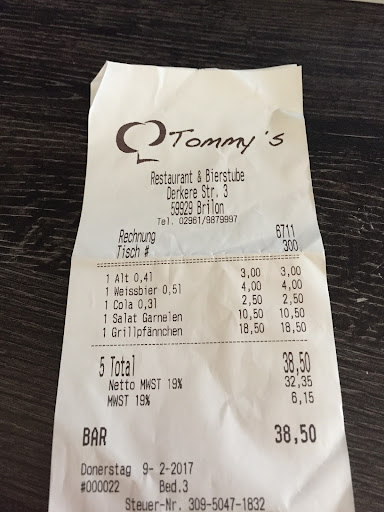 Tommy's
Restaurant & Bierstube
Derkere Str. 3
59929 Brilon
Tel. 02961/9879997
Rechnung 6711
Tisch # 300
1 Alt 0,4l 3,00 3,00
1 Weissbier 0,5l 4,00 4,00
1 Cola 0,3l 2,50 2,50
1 Salat Garnelen 10,50 10,50
1 Grillpfännchen 18,50 18,50
5 Total 38,50
Netto MWST 19% 32,35
MWST 19% 6,15
BAR 38,50
Donerstag 9- 2-2017
#000022 Bed.3
Steuer-Nr. 309-5047-1832